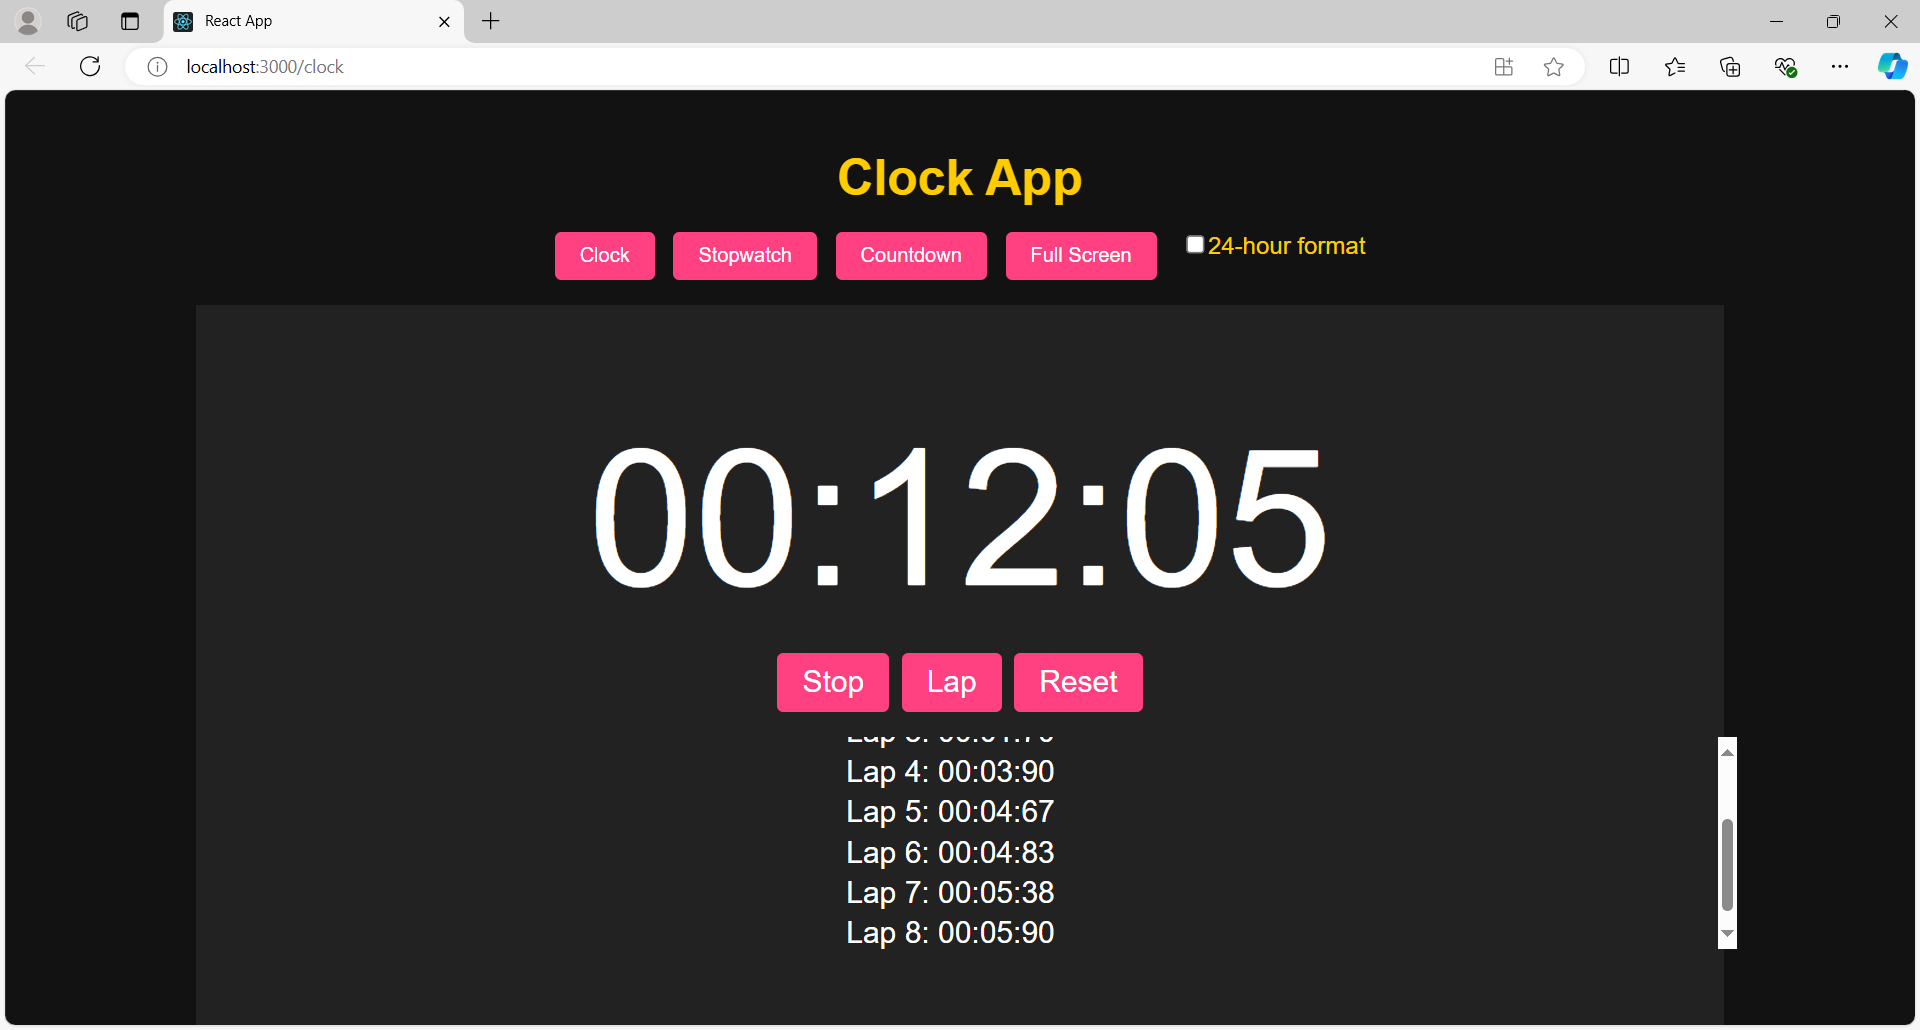 React App
localhost:3000/clock
Clock App
Clock Stopwatch Countdown Full Screen 24-hour format
00:12:05
Stop Lap Reset
Lap 4: 00:03:90
Lap 5: 00:04:67
Lap 6: 00:04:83
Lap 7: 00:05:38
Lap 8: 00:05:90